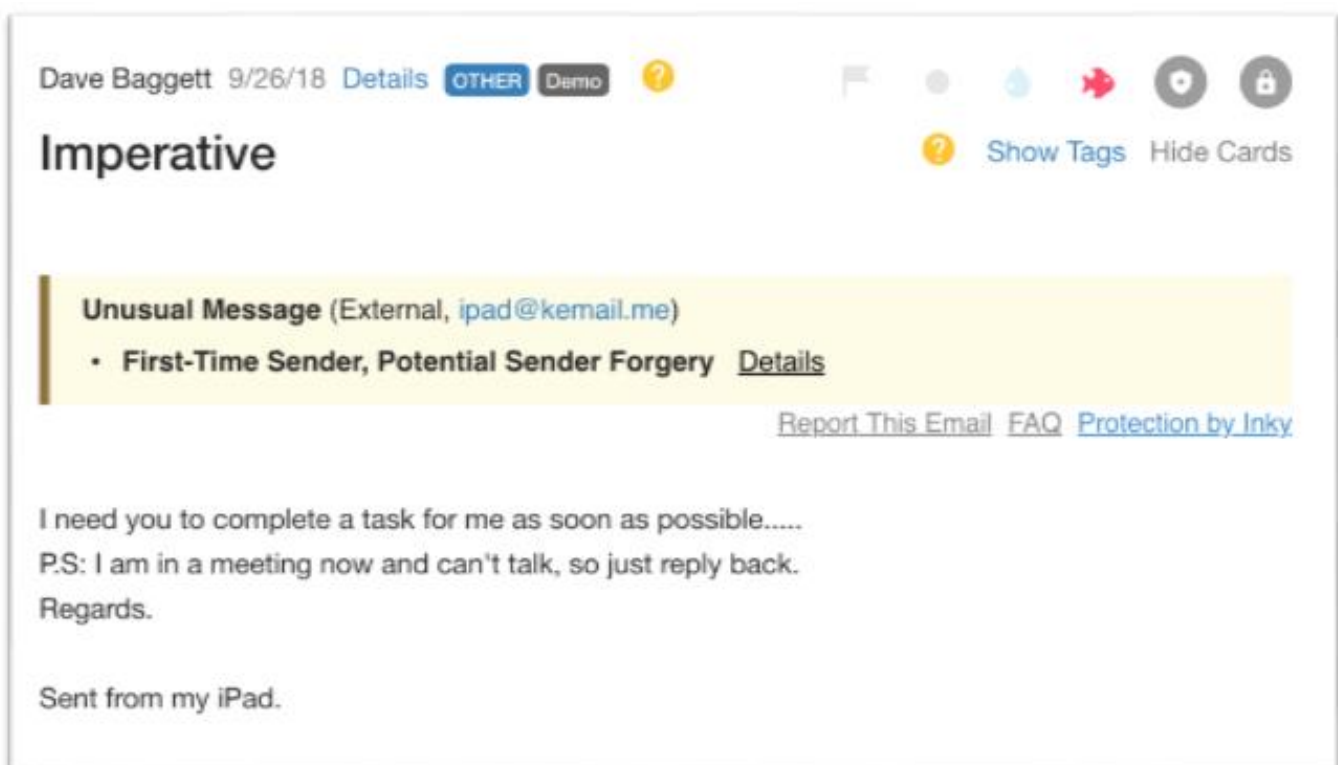 Dave Baggett 9/26/18 Details OTHER Demo ?
Imperative
? Show Tags Hide Cards
Unusual Message (External, ipad@kemail.me)
• First-Time Sender, Potential Sender Forgery Details
Report This Email FAQ Protection by Inky
I need you to complete a task for me as soon as possible.....
P.S: I am in a meeting now and can't talk, so just reply back.
Regards.
Sent from my iPad.